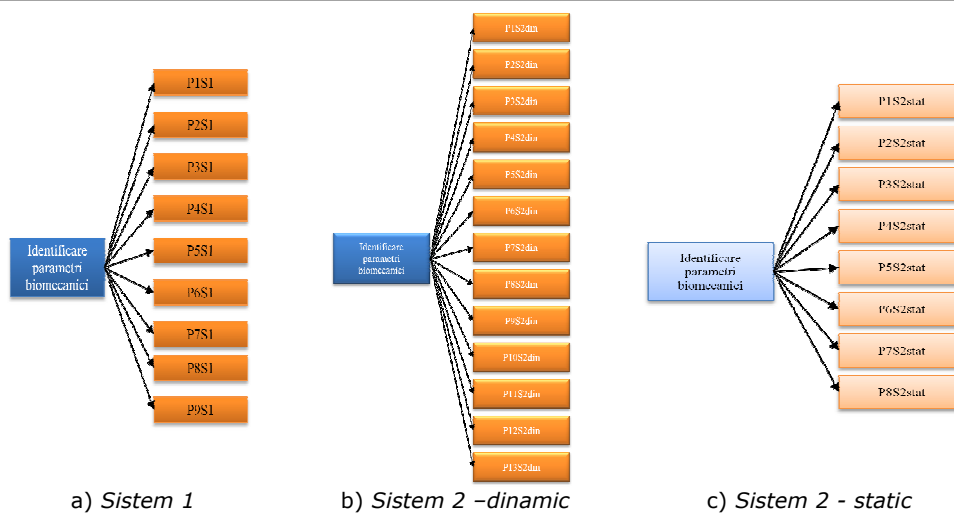 P1S1
P2S1
P3S1
P4S1
P5S1
P6S1
P7S1
P8S1
P9S1
Identificare
parametri
biomecanici
a) Sistem 1
P1S2din
P2S2din
P3S2din
P4S2din
P5S2din
P6S2din
P7S2din
P8S2din
P9S2din
P10S2din
P11S2din
P12S2din
P13S2din
Identificare
parametri
biomecanici
b) Sistem 2 –dinamic
P1S2stat
P2S2stat
P3S2stat
P4S2stat
P5S2stat
P6S2stat
P7S2stat
P8S2stat
Identificare
parametri
biomecanici
c) Sistem 2 - static